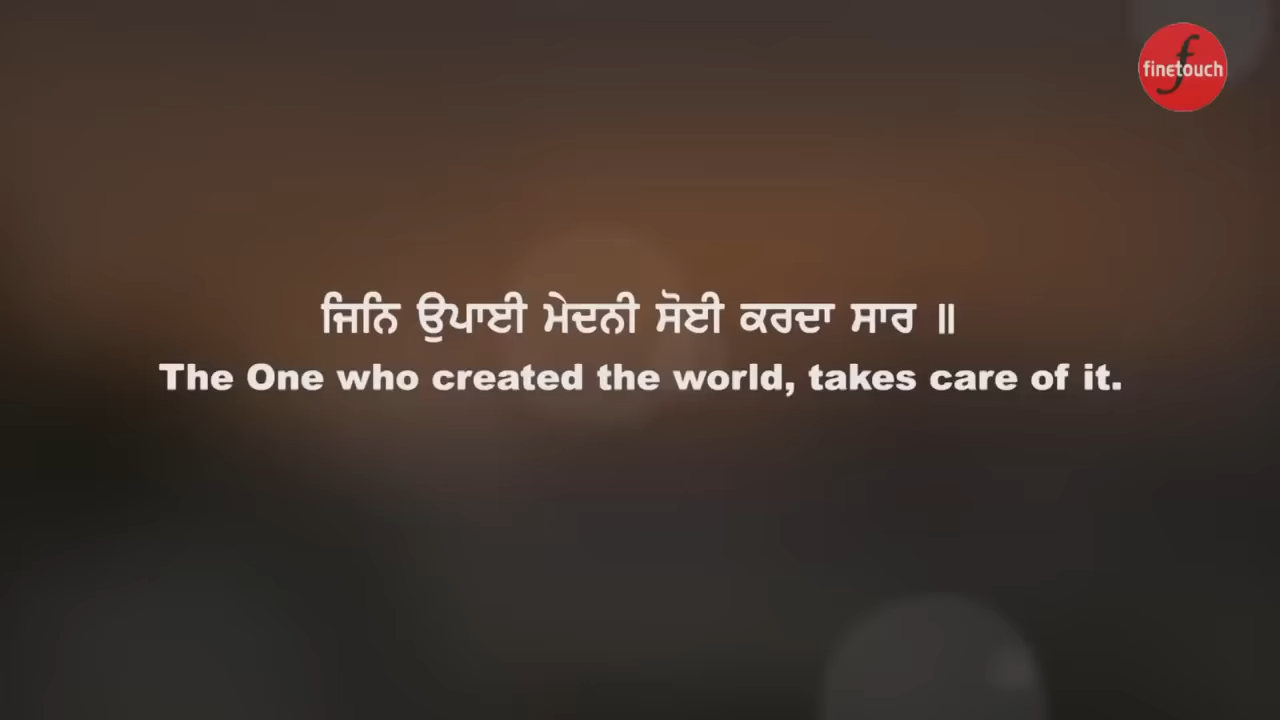 finetouch
ਜਿਨਿ ਉਪਾਈ ਮੇਦਨੀ ਸੋਈ ਕਰਦਾ ਸਾਰ ॥
The One who created the world, takes care of it.